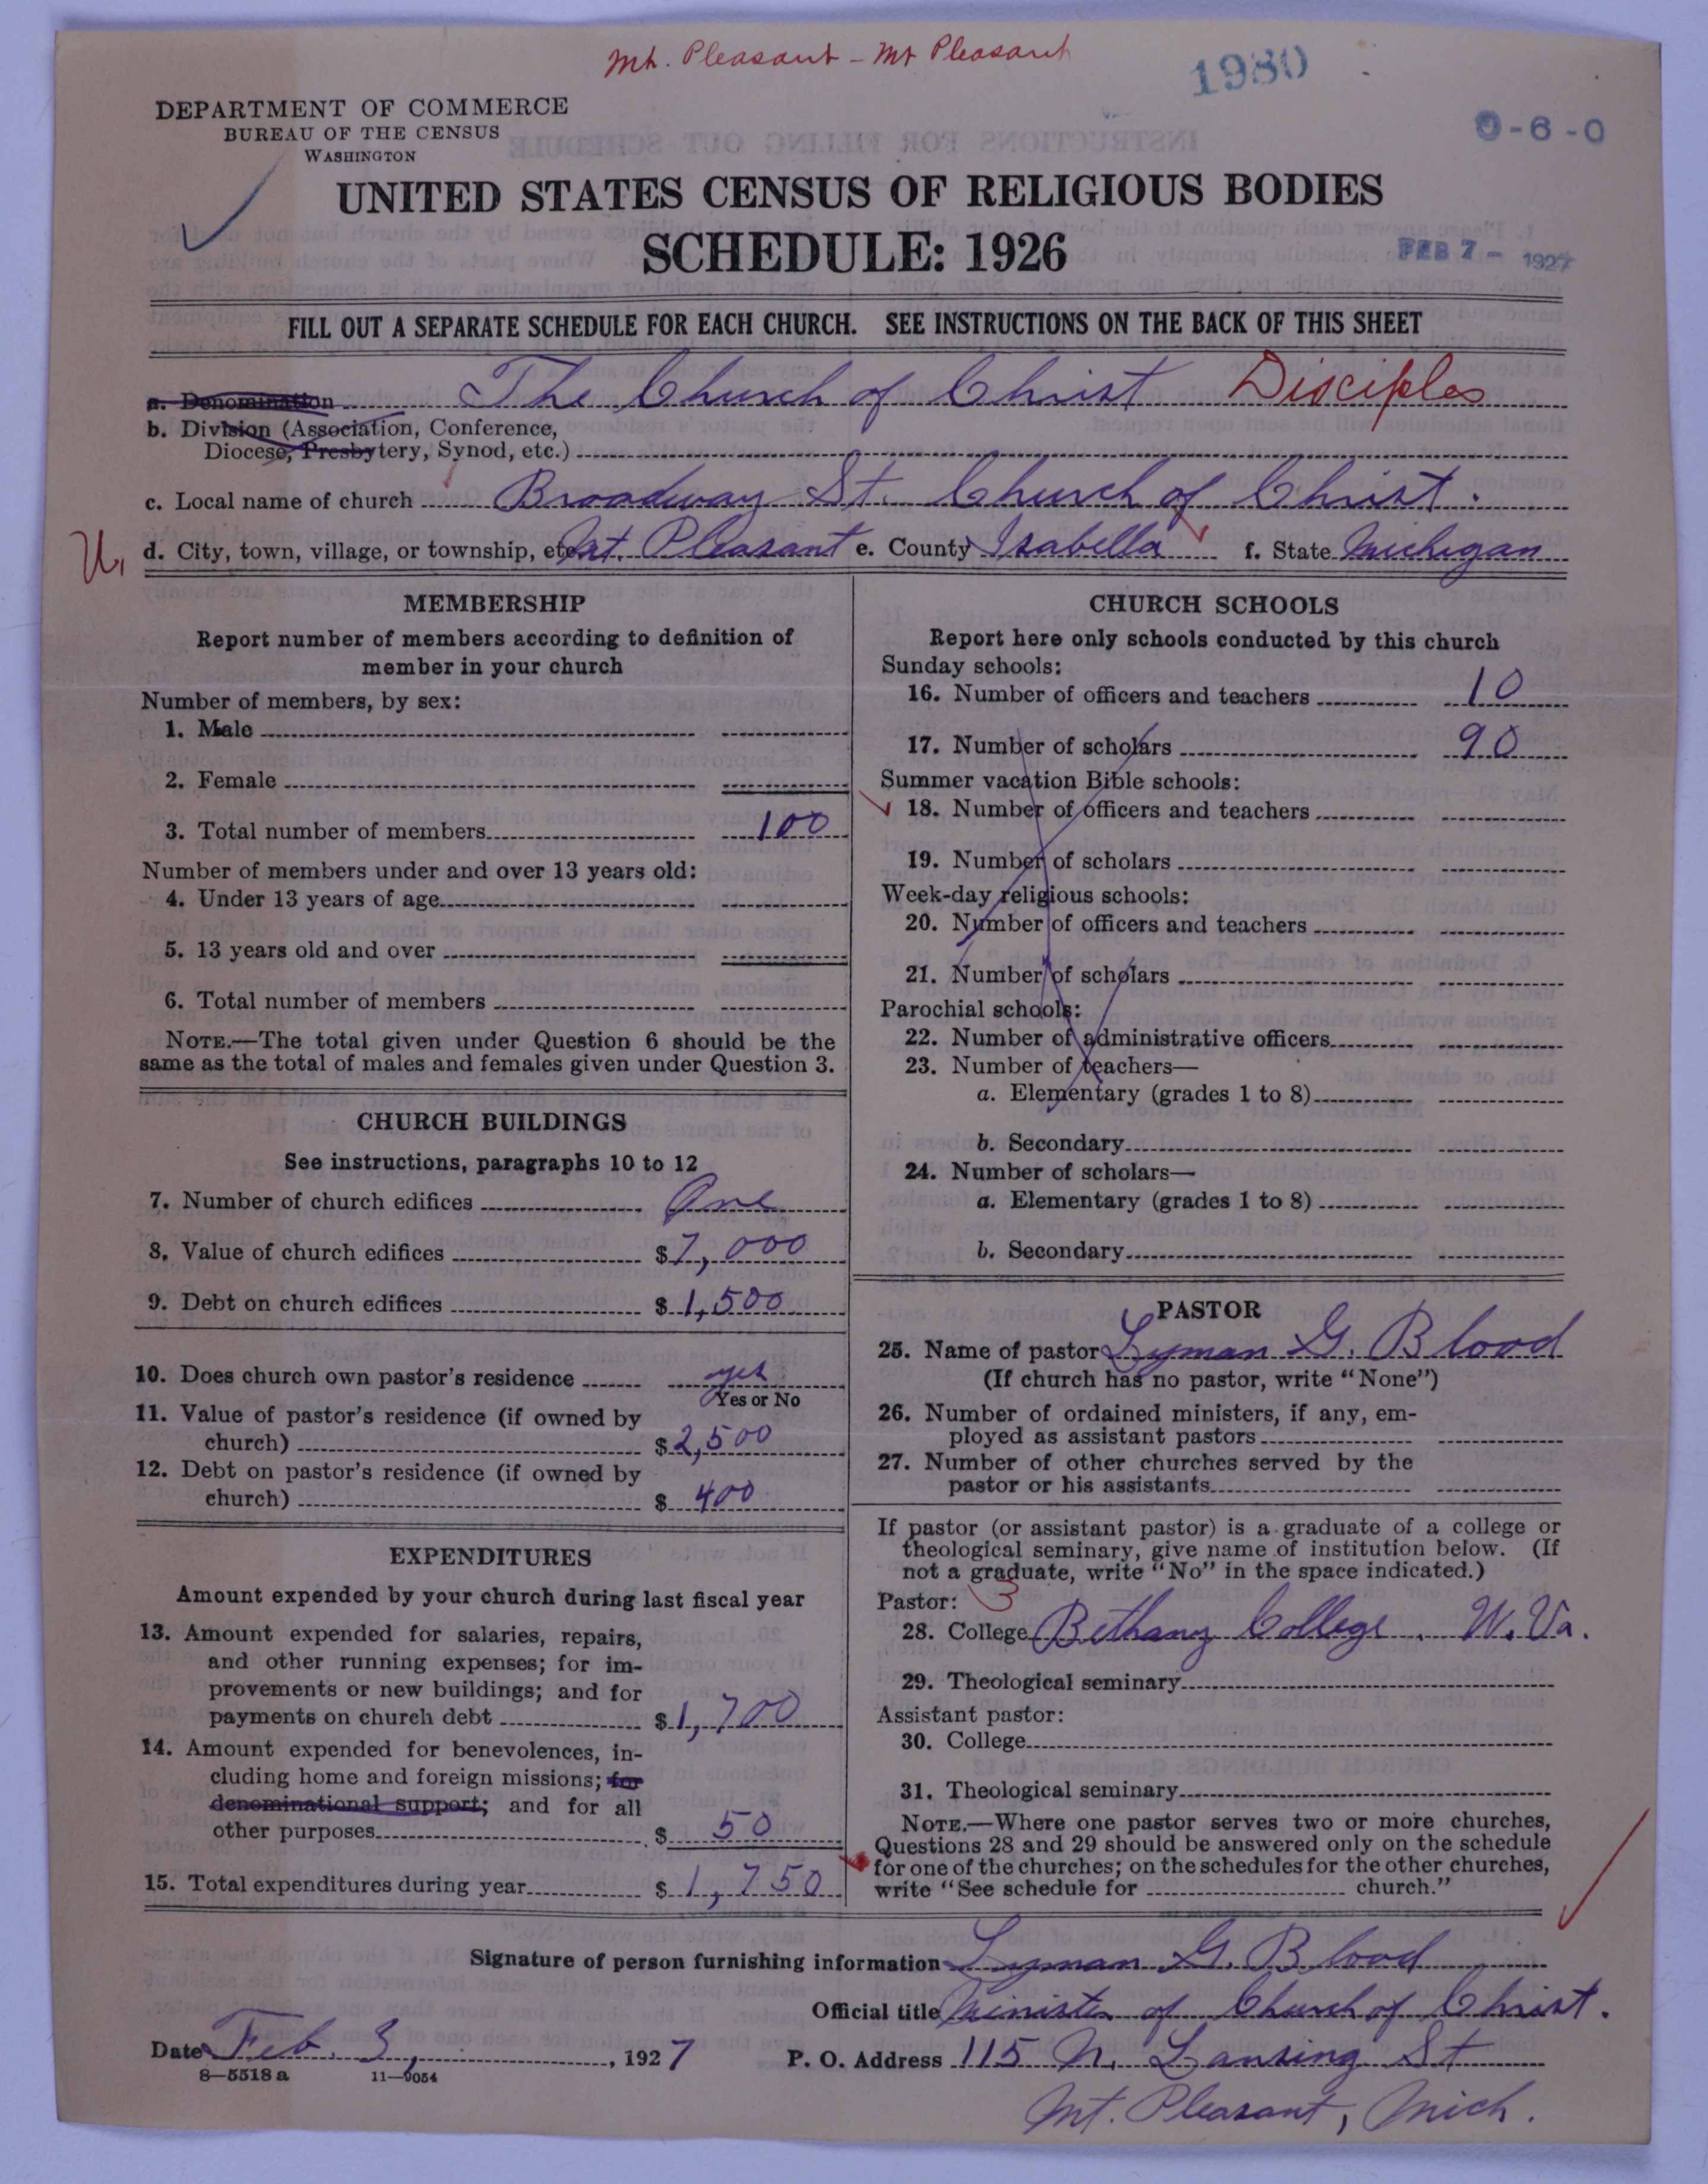 Mt. Pleasant - Mt Pleasant
1980
DEPARTMENT OF COMMERCE
BUREAU OF THE CENSUS
WASHINGTON
0-6-0
UNITED STATES CENSUS OF RELIGIOUS BODIES
SCHEDULE: 1926
FEB 7 - 1927
FILL OUT A SEPARATE SCHEDULE FOR EACH CHURCH. SEE INSTRUCTIONS ON THE BACK OF THIS SHEET
a. Denomination The Church of Christ Disciples
b. Division (Association, Conference,
Diocese, Presbytery, Synod, etc.)
c. Local name of church Broadway St. Church of Christ.
d. City, town, village, or township, etc. Mt. Pleasant e. County Isabella f. State Michigan
MEMBERSHIP
Report number of members according to definition of
member in your church
Number of members, by sex:
1. Male
2. Female
3. Total number of members 100
Number of members under and over 13 years old:
4. Under 13 years of age
5. 13 years old and over
6. Total number of members
NOTE.—The total given under Question 6 should be the
same as the total of males and females given under Question 3.
CHURCH BUILDINGS
See instructions, paragraphs 10 to 12
7. Number of church edifices One
8. Value of church edifices $ 7,000
9. Debt on church edifices $ 1,500
10. Does church own pastor's residence yes
Yes or No
11. Value of pastor's residence (if owned by
church) $ 2,500
12. Debt on pastor's residence (if owned by
church) $ 400
EXPENDITURES
Amount expended by your church during last fiscal year
13. Amount expended for salaries, repairs,
and other running expenses; for im-
provements or new buildings; and for
payments on church debt $ 1,700
14. Amount expended for benevolences, in-
cluding home and foreign missions; for
denominational support; and for all
other purposes $ 50
15. Total expenditures during year $ 1,750
CHURCH SCHOOLS
Report here only schools conducted by this church
Sunday schools:
16. Number of officers and teachers 10
17. Number of scholars 90
Summer vacation Bible schools:
18. Number of officers and teachers
19. Number of scholars
Week-day religious schools:
20. Number of officers and teachers
21. Number of scholars
Parochial schools:
22. Number of administrative officers
23. Number of teachers—
a. Elementary (grades 1 to 8)
b. Secondary
24. Number of scholars—
a. Elementary (grades 1 to 8)
b. Secondary
PASTOR
25. Name of pastor Lyman G. Blood
(If church has no pastor, write "None")
26. Number of ordained ministers, if any, em-
ployed as assistant pastors
27. Number of other churches served by the
pastor or his assistants
If pastor (or assistant pastor) is a graduate of a college or
theological seminary, give name of institution below. (If
not a graduate, write "No" in the space indicated.)
Pastor: 3
28. College Bethany College. W. Va.
29. Theological seminary
Assistant pastor:
30. College
31. Theological seminary
NOTE.—Where one pastor serves two or more churches,
Questions 28 and 29 should be answered only on the schedule
for one of the churches; on the schedules for the other churches,
write "See schedule for church."
Signature of person furnishing information Lyman G. Blood
Official title Minister of Church of Christ.
Date Feb. 3, 1927 P. O. Address 115 N. Lansing St
8—5518 a 11—9054
Mt. Pleasant, Mich.